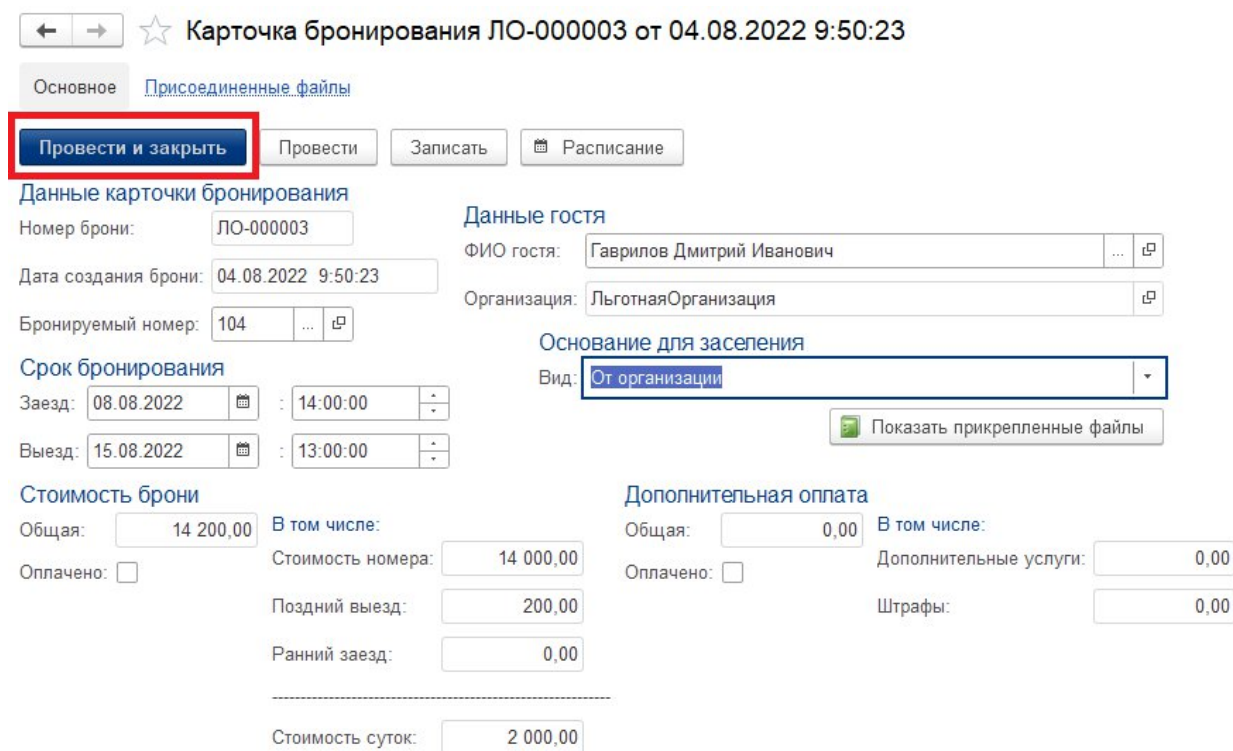 Карточка бронирования ЛО-000003 от 04.08.2022 9:50:23
Основное Присоединенные файлы
Провести и закрыть Провести Записать Расписание
Данные карточки бронирования
Номер брони: ЛО-000003
Дата создания брони: 04.08.2022 9:50:23
Бронируемый номер: 104 ...
Данные гостя
ФИО гостя: Гаврилов Дмитрий Иванович ...
Организация: ЛьготнаяОрганизация
Срок бронирования
Заезд: 08.08.2022 : 14:00:00
Выезд: 15.08.2022 : 13:00:00
Основание для заселения
Вид: От организации
Показать прикрепленные файлы
Стоимость брони
Общая: 14 200,00
Оплачено:
В том числе:
Стоимость номера: 14 000,00
Поздний выезд: 200,00
Ранний заезд: 0,00
--------------------------------------------------------------
Стоимость суток: 2 000,00
Дополнительная оплата
Общая: 0,00
Оплачено:
В том числе:
Дополнительные услуги: 0,00
Штрафы: 0,00